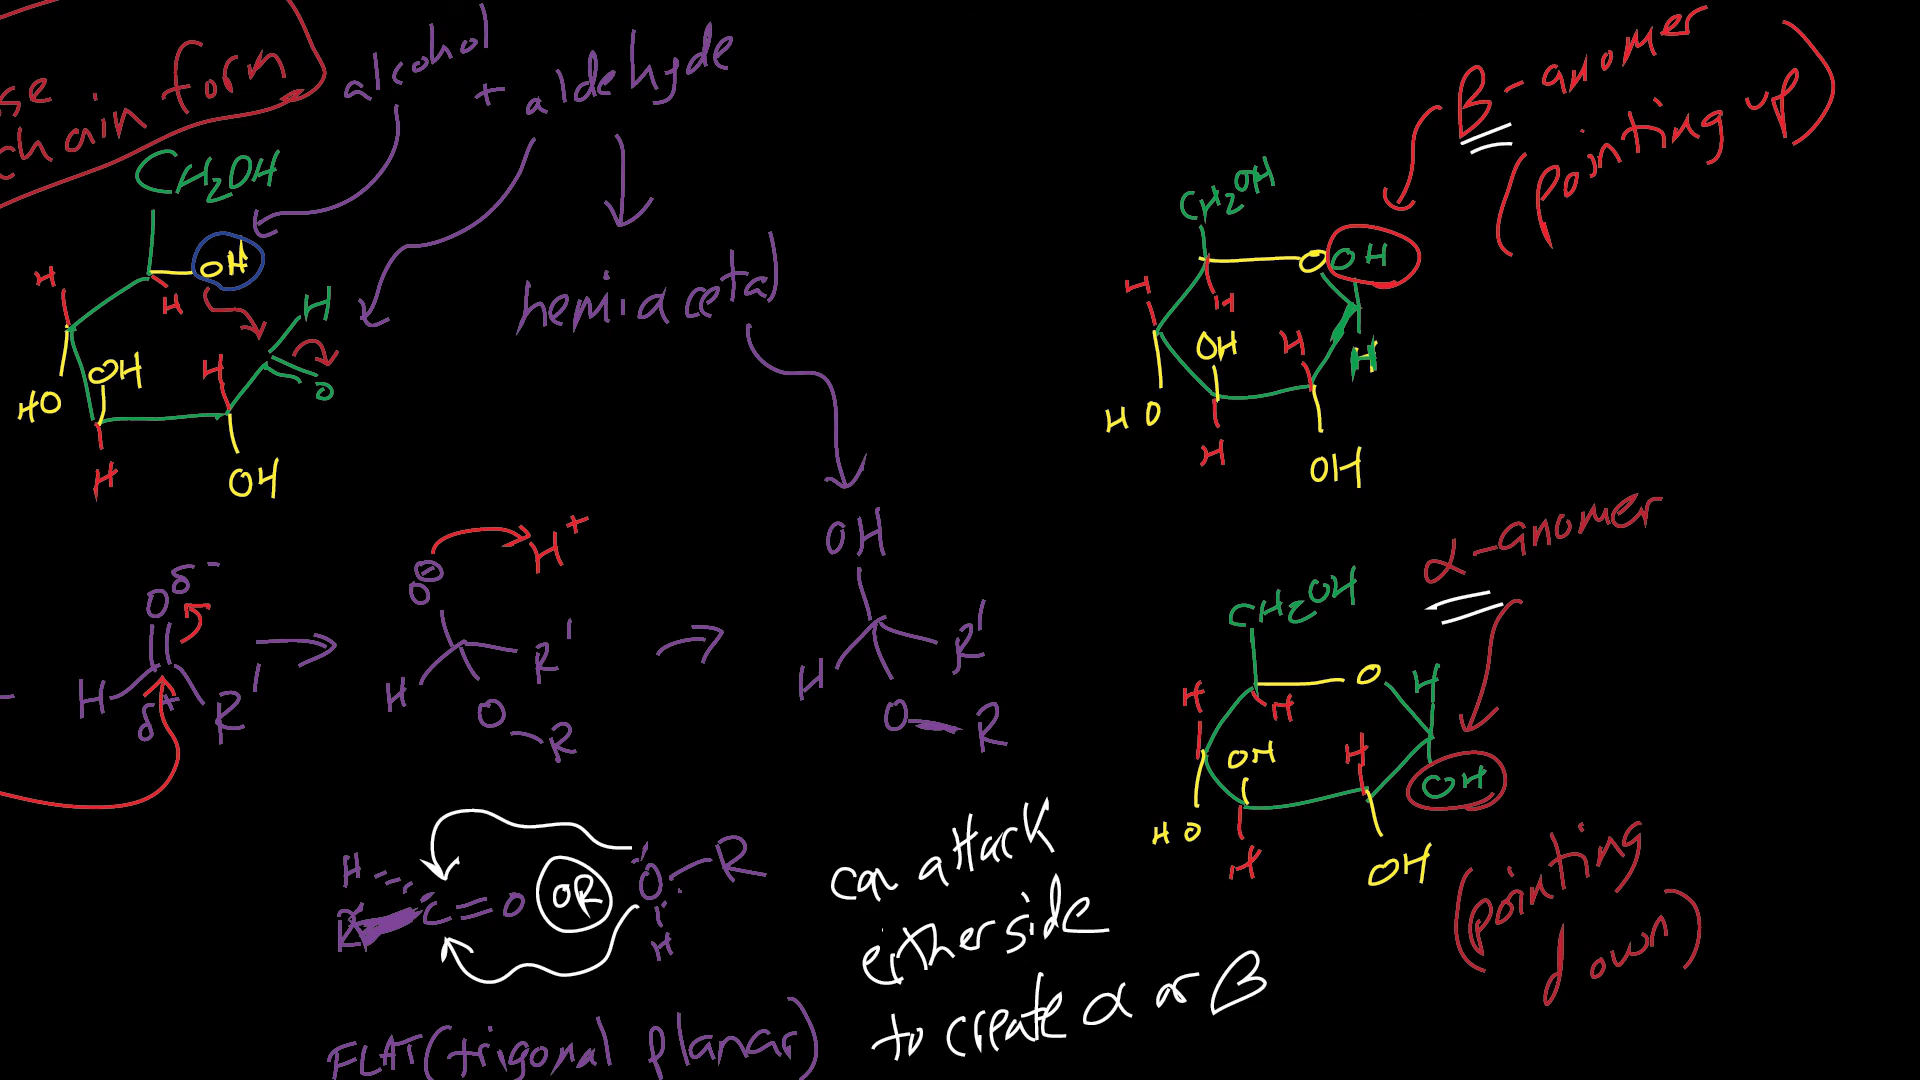 se
chain form
alcohol
+ aldehyde
hemiacetal
CH2OH
OH
H
H
H
OH
H
HO
O
H
OH
β-anomer
(pointing up)
CH2OH
O
OH
H
H
OH
H
H
HO
H
OH
α-anomer
(pointing
down)
CH2OH
O
H
H
H
OH
H
OH
HO
H
OH
Oδ-
H
δ+
R'
O⊖
H+
R'
H
O
R
OH
R'
H
O-R
H
R
C=O
OR
O-R
H
can attack
either side
to create α or β
FLAT (trigonal planar)